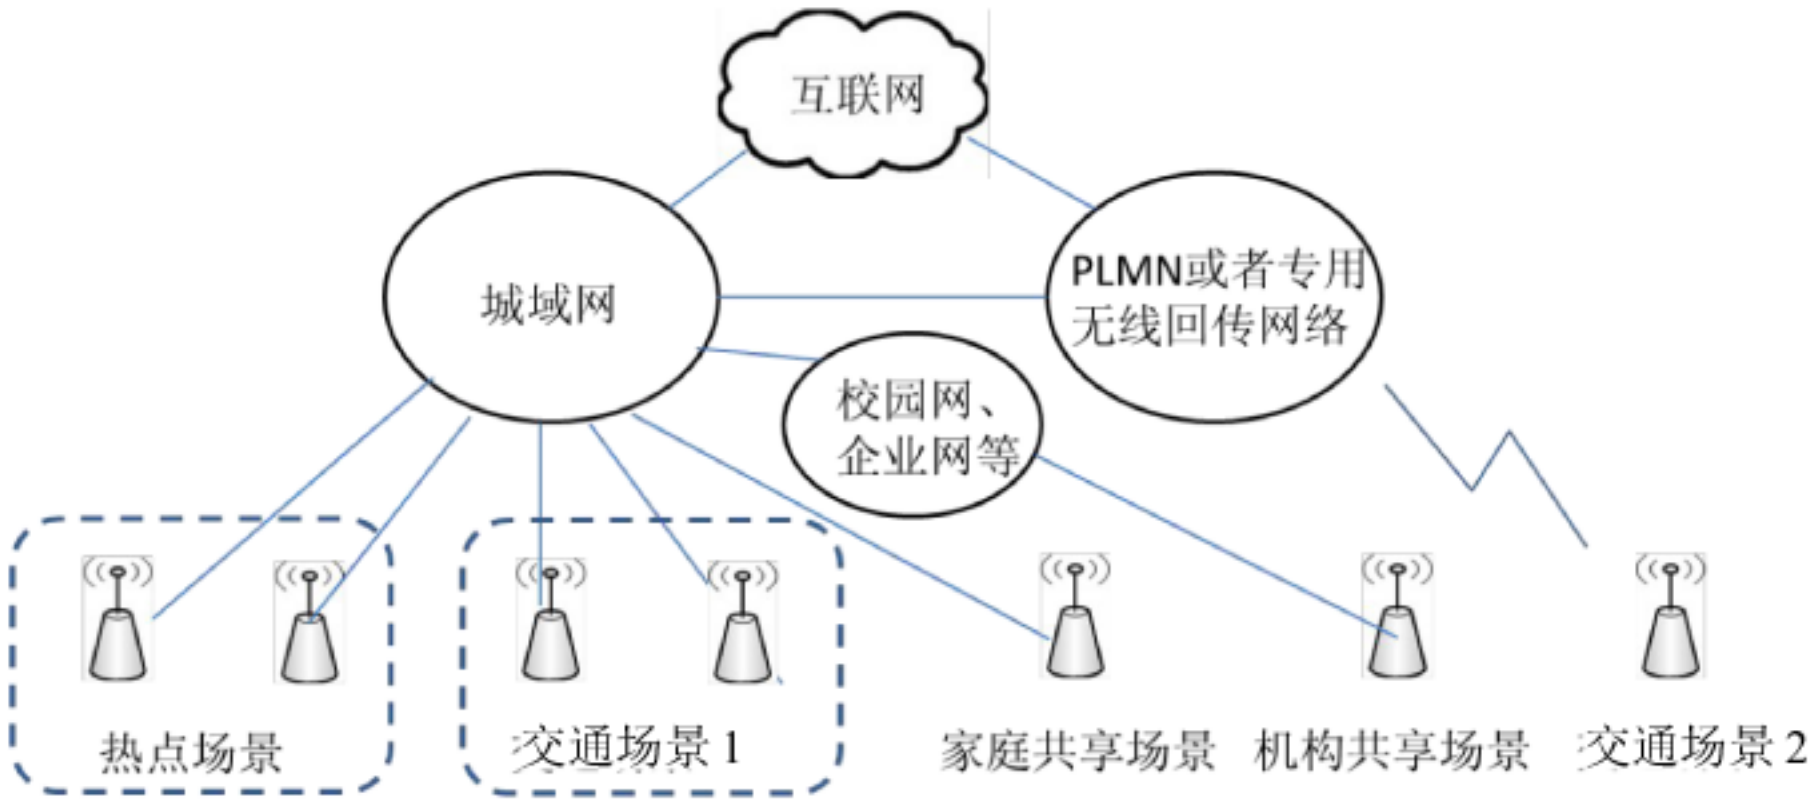 互联网
城域网
PLMN或者专用
无线回传网络
校园网、
企业网等
热点场景
交通场景1
家庭共享场景
机构共享场景
交通场景2